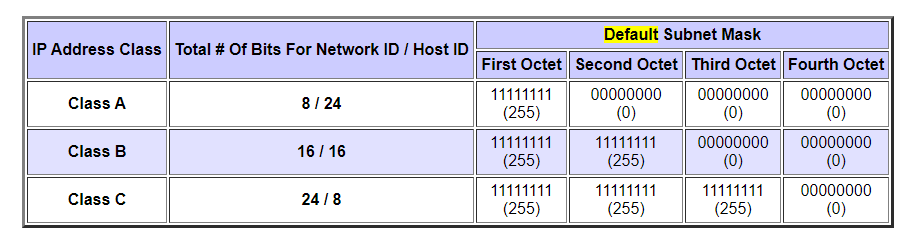 IP Address Class Total # Of Bits For Network ID / Host ID Default Subnet Mask
First Octet Second Octet Third Octet Fourth Octet
Class A 8 / 24 11111111 00000000 00000000 00000000
(255) (0) (0) (0)
Class B 16 / 16 11111111 11111111 00000000 00000000
(255) (255) (0) (0)
Class C 24 / 8 11111111 11111111 11111111 00000000
(255) (255) (255) (0)